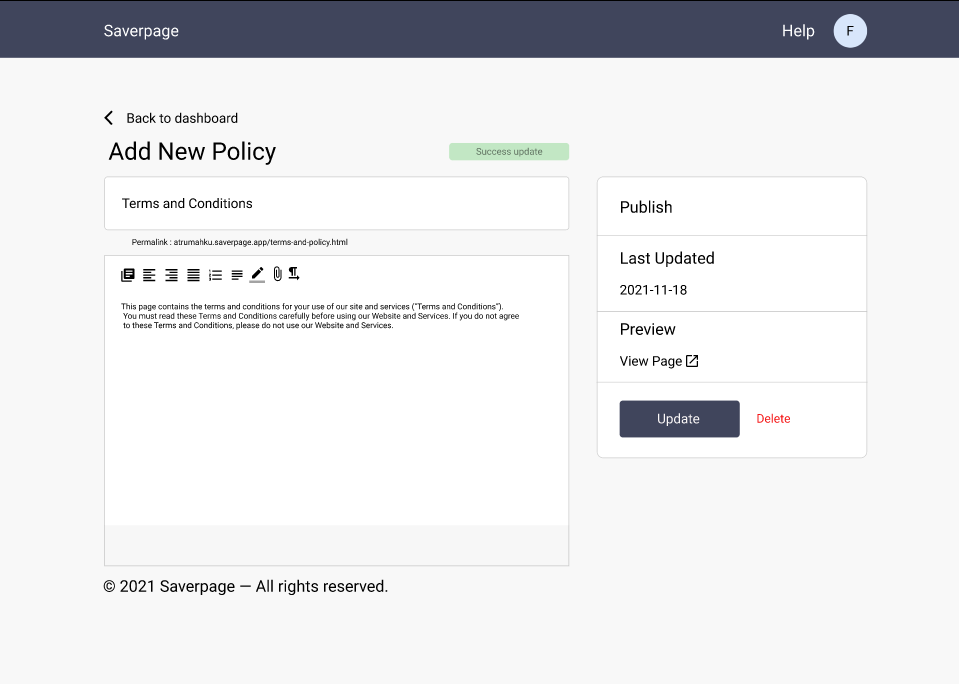 Saverpage
Help
F
Back to dashboard
Add New Policy
Success update
Terms and Conditions
Permalink : atrumahku.saverpage.app/terms-and-policy.html
This page contains the terms and conditions for your use of our site and services (“Terms and Conditions”).
You must read these Terms and Conditions carefully before using our Website and Services. If you do not agree
to these Terms and Conditions, please do not use our Website and Services.
Publish
Last Updated
2021-11-18
Preview
View Page
Update
Delete
© 2021 Saverpage — All rights reserved.